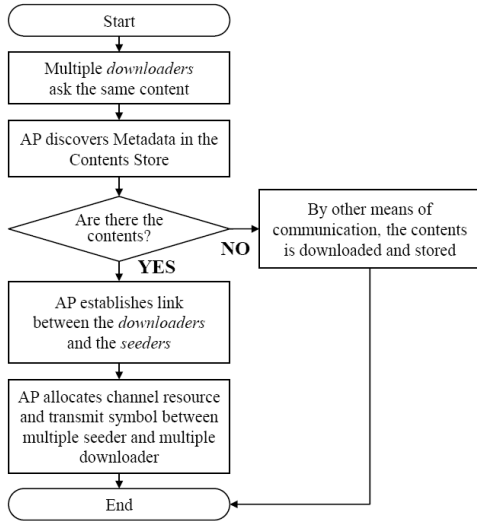 Start
Multiple downloaders
ask the same content
AP discovers Metadata in the
Contents Store
Are there the
contents?
NO
YES
By other means of
communication, the contents
is downloaded and stored
AP establishes link
between the downloaders
and the seeders
AP allocates channel resource
and transmit symbol between
multiple seeder and multiple
downloader
End